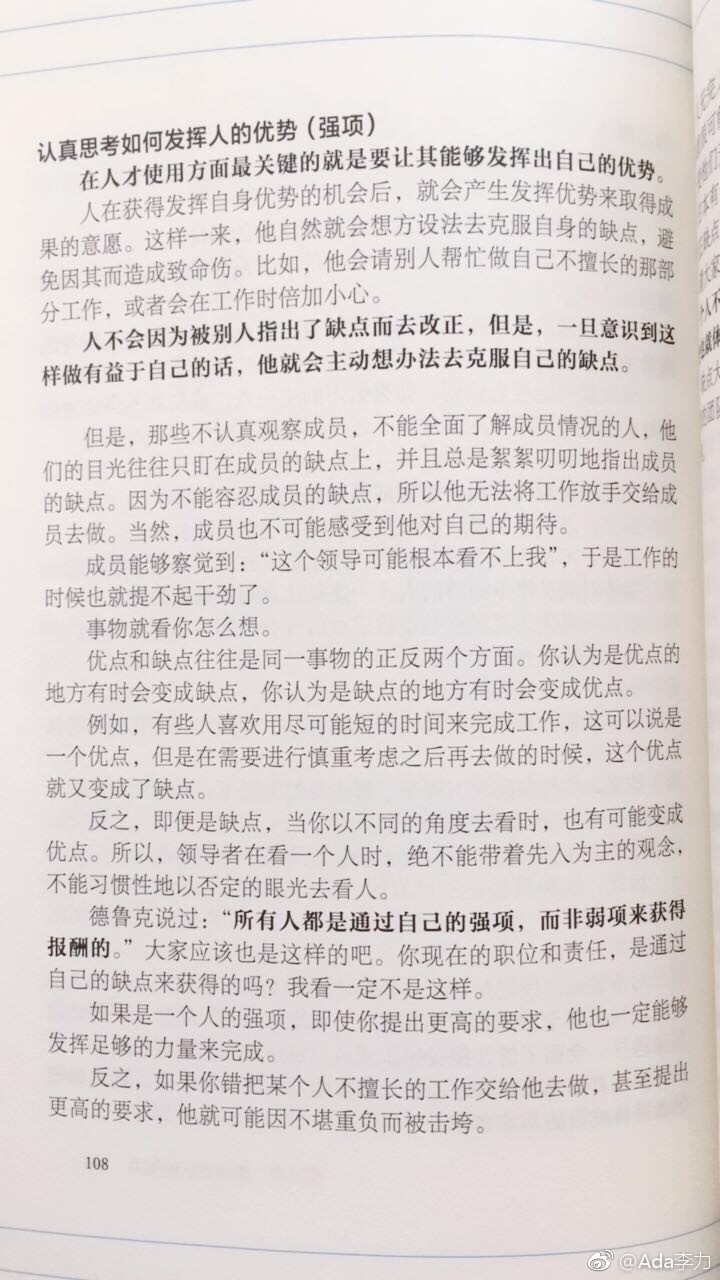 认真思考如何发挥人的优势（强项）
在人才使用方面最关键的就是要让其能够发挥出自己的优势。
人在获得发挥自身优势的机会后，就会产生发挥优势来取得成
果的意愿。这样一来，他自然就会想方设法去克服自身的缺点，避
免因其而造成致命伤。比如，他会请别人帮忙做自己不擅长的那部
分工作，或者会在工作时倍加小心。
人不会因为被别人指出了缺点而去改正，但是，一旦意识到这
样做有益于自己的话，他就会主动想办法去克服自己的缺点。
但是，那些不认真观察成员，不能全面了解成员情况的人，他
们的目光往往只盯在成员的缺点上，并且总是絮絮叨叨地指出成员
的缺点。因为不能容忍成员的缺点，所以他无法将工作放手交给成
员去做。当然，成员也不可能感受到他对自己的期待。
成员能够察觉到：“这个领导可能根本看不上我”，于是工作的
时候也就提不起干劲了。
事物就看你怎么想。
优点和缺点往往是同一事物的正反两个方面。你认为是优点的
地方有时会变成缺点，你认为是缺点的地方有时会变成优点。
例如，有些人喜欢用尽可能短的时间来完成工作，这可以说是
一个优点，但是在需要进行慎重考虑之后再去做的时候，这个优点
就又变成了缺点。
反之，即便是缺点，当你以不同的角度去看时，也有可能变成
优点。所以，领导者在看一个人时，绝不能带着先入为主的观念，
不能习惯性地以否定的眼光去看人。
德鲁克说过：“所有人都是通过自己的强项，而非弱项来获得
报酬的。”大家应该也是这样的吧。你现在的职位和责任，是通过
自己的缺点来获得的吗？我看一定不是这样。
如果是一个人的强项，即使你提出更高的要求，他也一定能够
发挥足够的力量来完成。
反之，如果你错把某个人不擅长的工作交给他去做，甚至提出
更高的要求，他就可能因不堪重负而被击垮。
108
@Ada李力